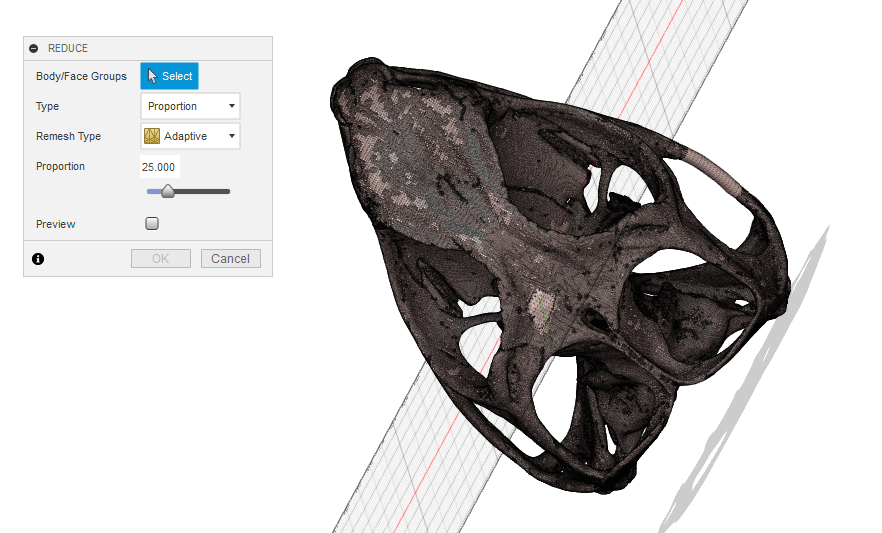 REDUCE
Body/Face Groups Select
Type Proportion
Remesh Type Adaptive
Proportion 25.000
Preview
OK Cancel